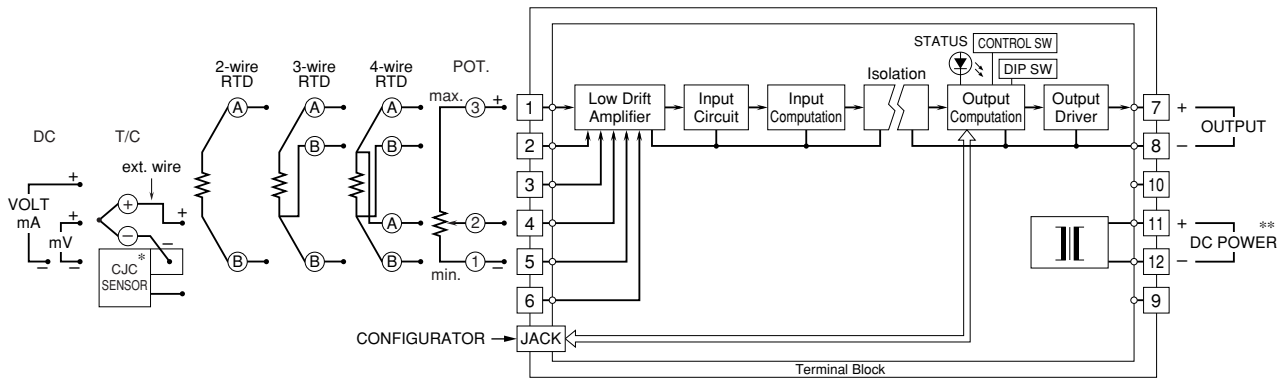 DC
VOLT
mA
+
−
+
mV
−
T/C
ext. wire
+
−
+
−
*
CJC
SENSOR
2-wire
RTD
A
B
3-wire
RTD
A
B
B
4-wire
RTD
A
B
A
B
POT.
max.
3 +
2
min.
1 −
1
2
3
4
5
6
CONFIGURATOR
JACK
Low Drift
Amplifier
Input
Circuit
Input
Computation
Isolation
STATUS
CONTROL SW
DIP SW
Output
Computation
Output
Driver
7 +
OUTPUT
8 −
10
11 +
**
DC POWER
12 −
9
Terminal Block